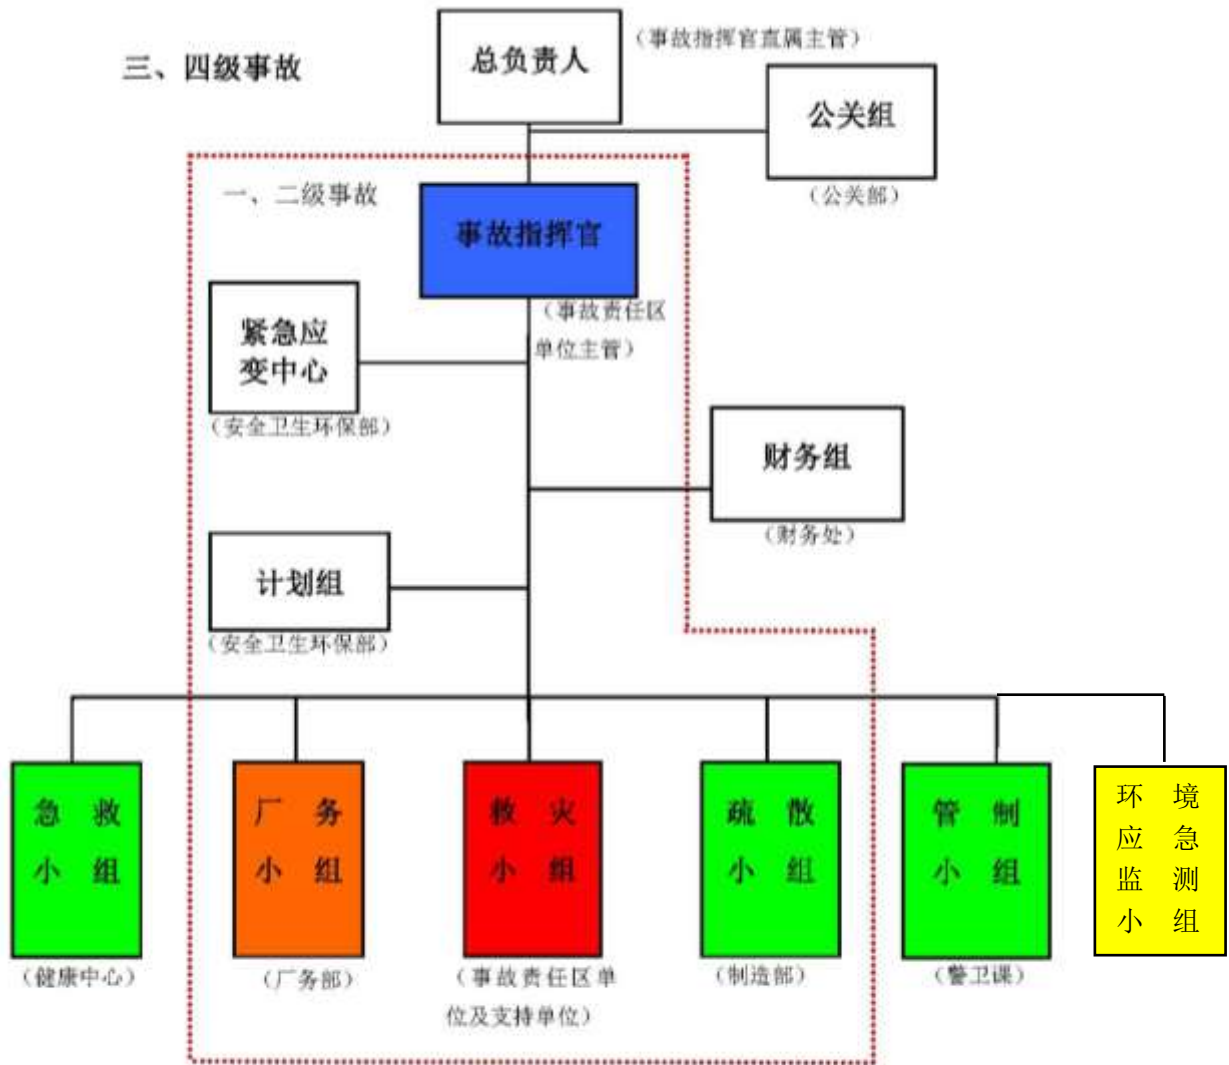 三、四级事故
总负责人
（事故指挥官直属主管）
公关组
（公关部）
一、二级事故
事故指挥官
（事故责任区
单位主管）
紧急应
变中心
（安全卫生环保部）
财务组
（财务处）
计划组
（安全卫生环保部）
急 救
小 组
（健康中心）
厂 务
小 组
（厂务部）
救 灾
小 组
（事故责任区单
位及支持单位）
疏 散
小 组
（制造部）
管 制
小 组
（警卫课）
环 境
应 急
监 测
小 组